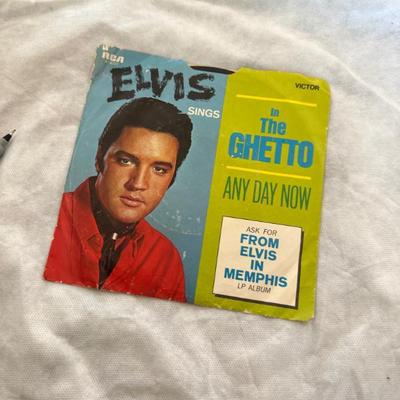 RCA
VICTOR
ELVIS
SINGS
In
The
GHETTO
ANY DAY NOW
ASK FOR
FROM
ELVIS
IN
MEMPHIS
LP ALBUM